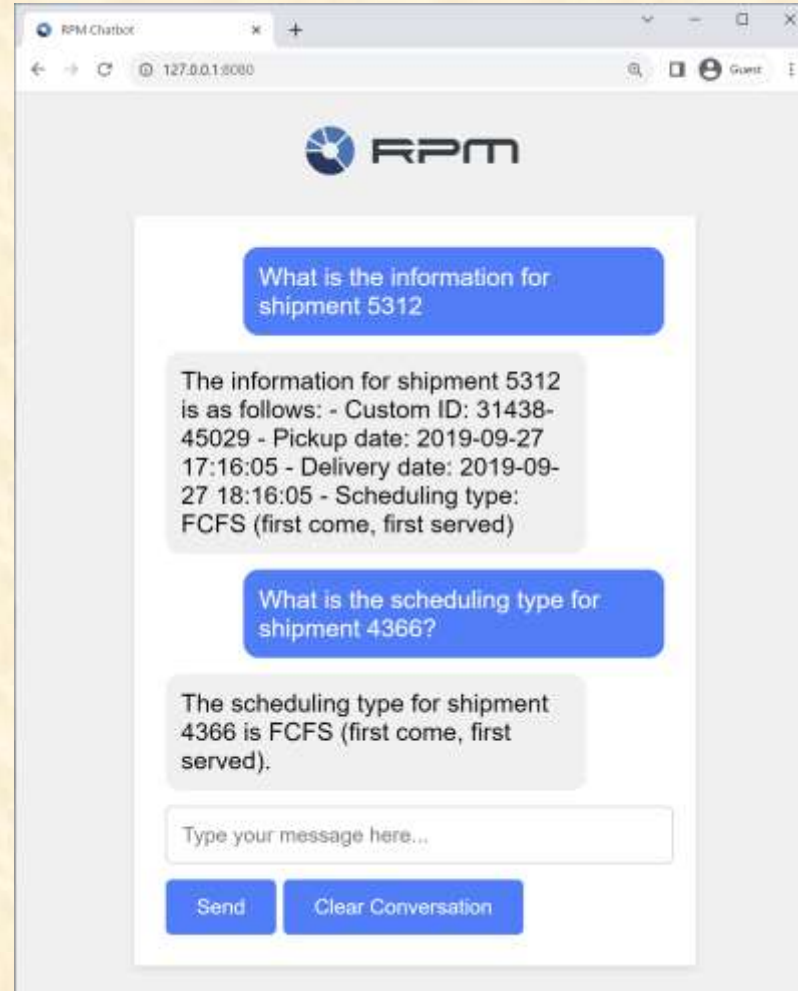 RPM Chatbot
127.0.0.1:8080
Guest
RPM
What is the information for
shipment 5312
The information for shipment 5312
is as follows: - Custom ID: 31438-
45029 - Pickup date: 2019-09-27
17:16:05 - Delivery date: 2019-09-
27 18:16:05 - Scheduling type:
FCFS (first come, first served)
What is the scheduling type for
shipment 4366?
The scheduling type for shipment
4366 is FCFS (first come, first
served).
Type your message here...
Send Clear Conversation